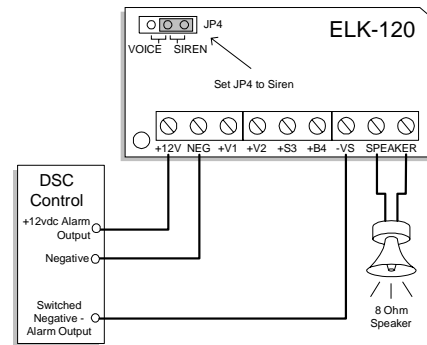 ELK-120
JP4
VOICE SIREN
Set JP4 to Siren
+12V NEG +V1 +V2 +S3 +B4 -VS SPEAKER
DSC
Control
+12vdc Alarm
Output
Negative
Switched
Negative -
Alarm Output
8 Ohm
Speaker